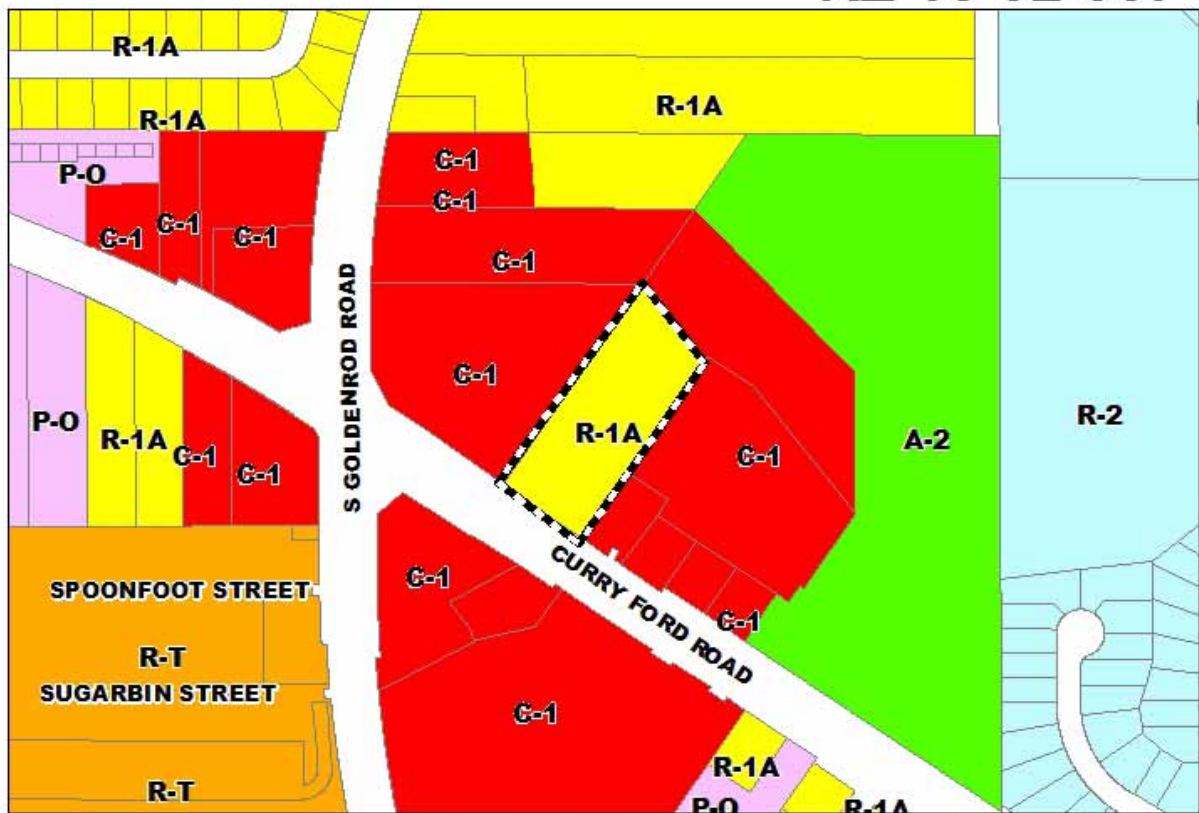 R-1A
R-1A
R-1A
C-1
P-O
C-1
C-1
C-1
C-1
C-1
S GOLDENROD ROAD
C-1
P-O
R-1A
C-1
C-1
R-1A
C-1
A-2
R-2
CURRY FORD ROAD
C-1
C-1
SPOONFOOT STREET
R-T
SUGARBIN STREET
C-1
R-T
R-1A
P-O
R-1A